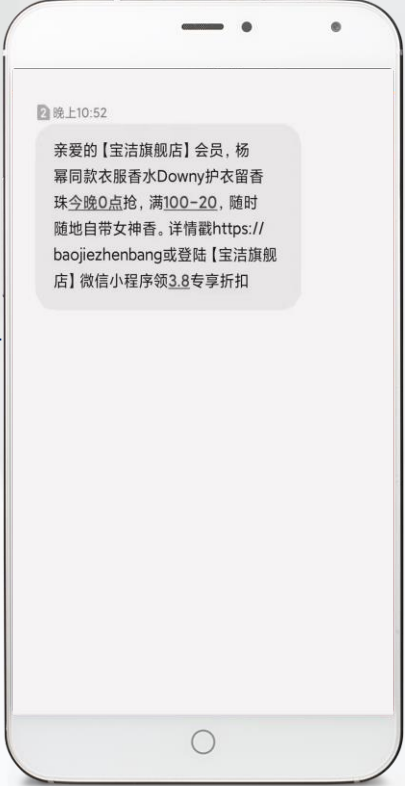 2 晚上10:52
亲爱的【宝洁旗舰店】会员，杨
幂同款衣服香水Downy护衣留香
珠今晚0点抢，满100-20，随时
随地自带女神香。详情戳https://
baojiezhenbang或登陆【宝洁旗舰
店】微信小程序领3.8专享折扣